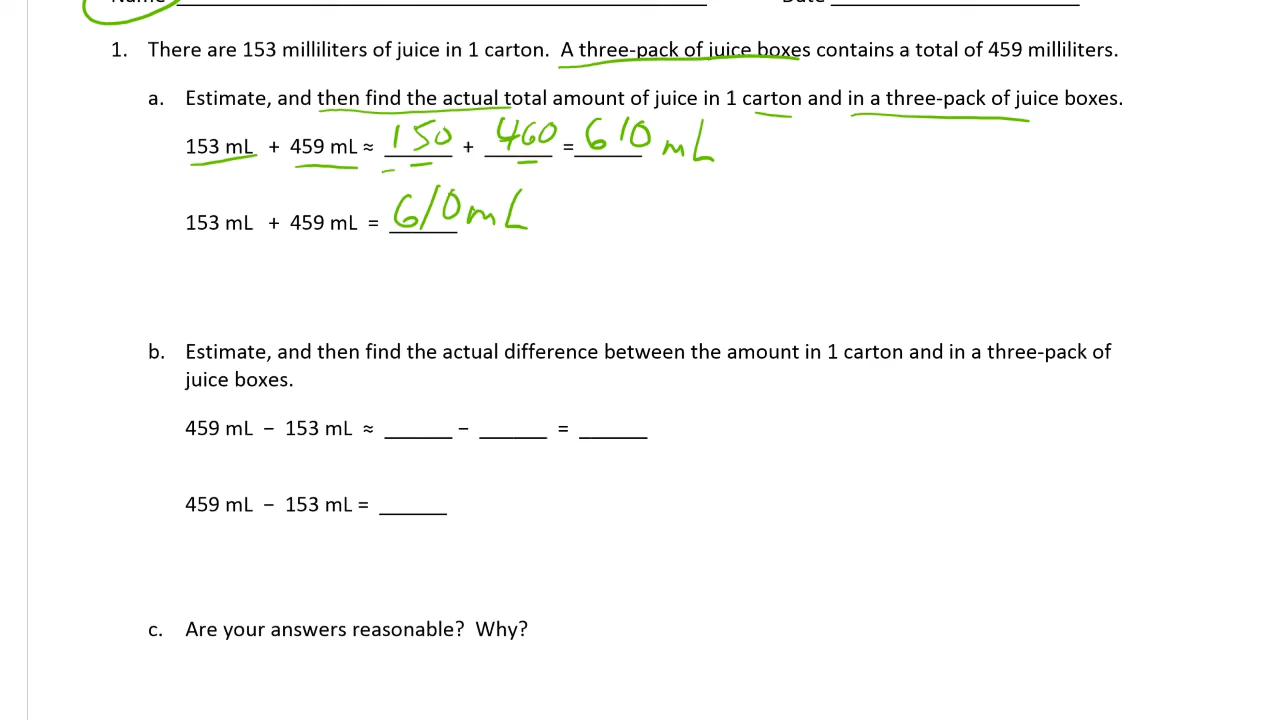 Name ____ Date ____
1. There are 153 milliliters of juice in 1 carton. A three-pack of juice boxes contains a total of 459 milliliters.
a. Estimate, and then find the actual total amount of juice in 1 carton and in a three-pack of juice boxes.
153 mL + 459 mL ≈ 150 + 460 = 610 mL
153 mL + 459 mL = 610 mL
b. Estimate, and then find the actual difference between the amount in 1 carton and in a three-pack of
juice boxes.
459 mL − 153 mL ≈ ______ − ______ = ______
459 mL − 153 mL = ______
c. Are your answers reasonable? Why?